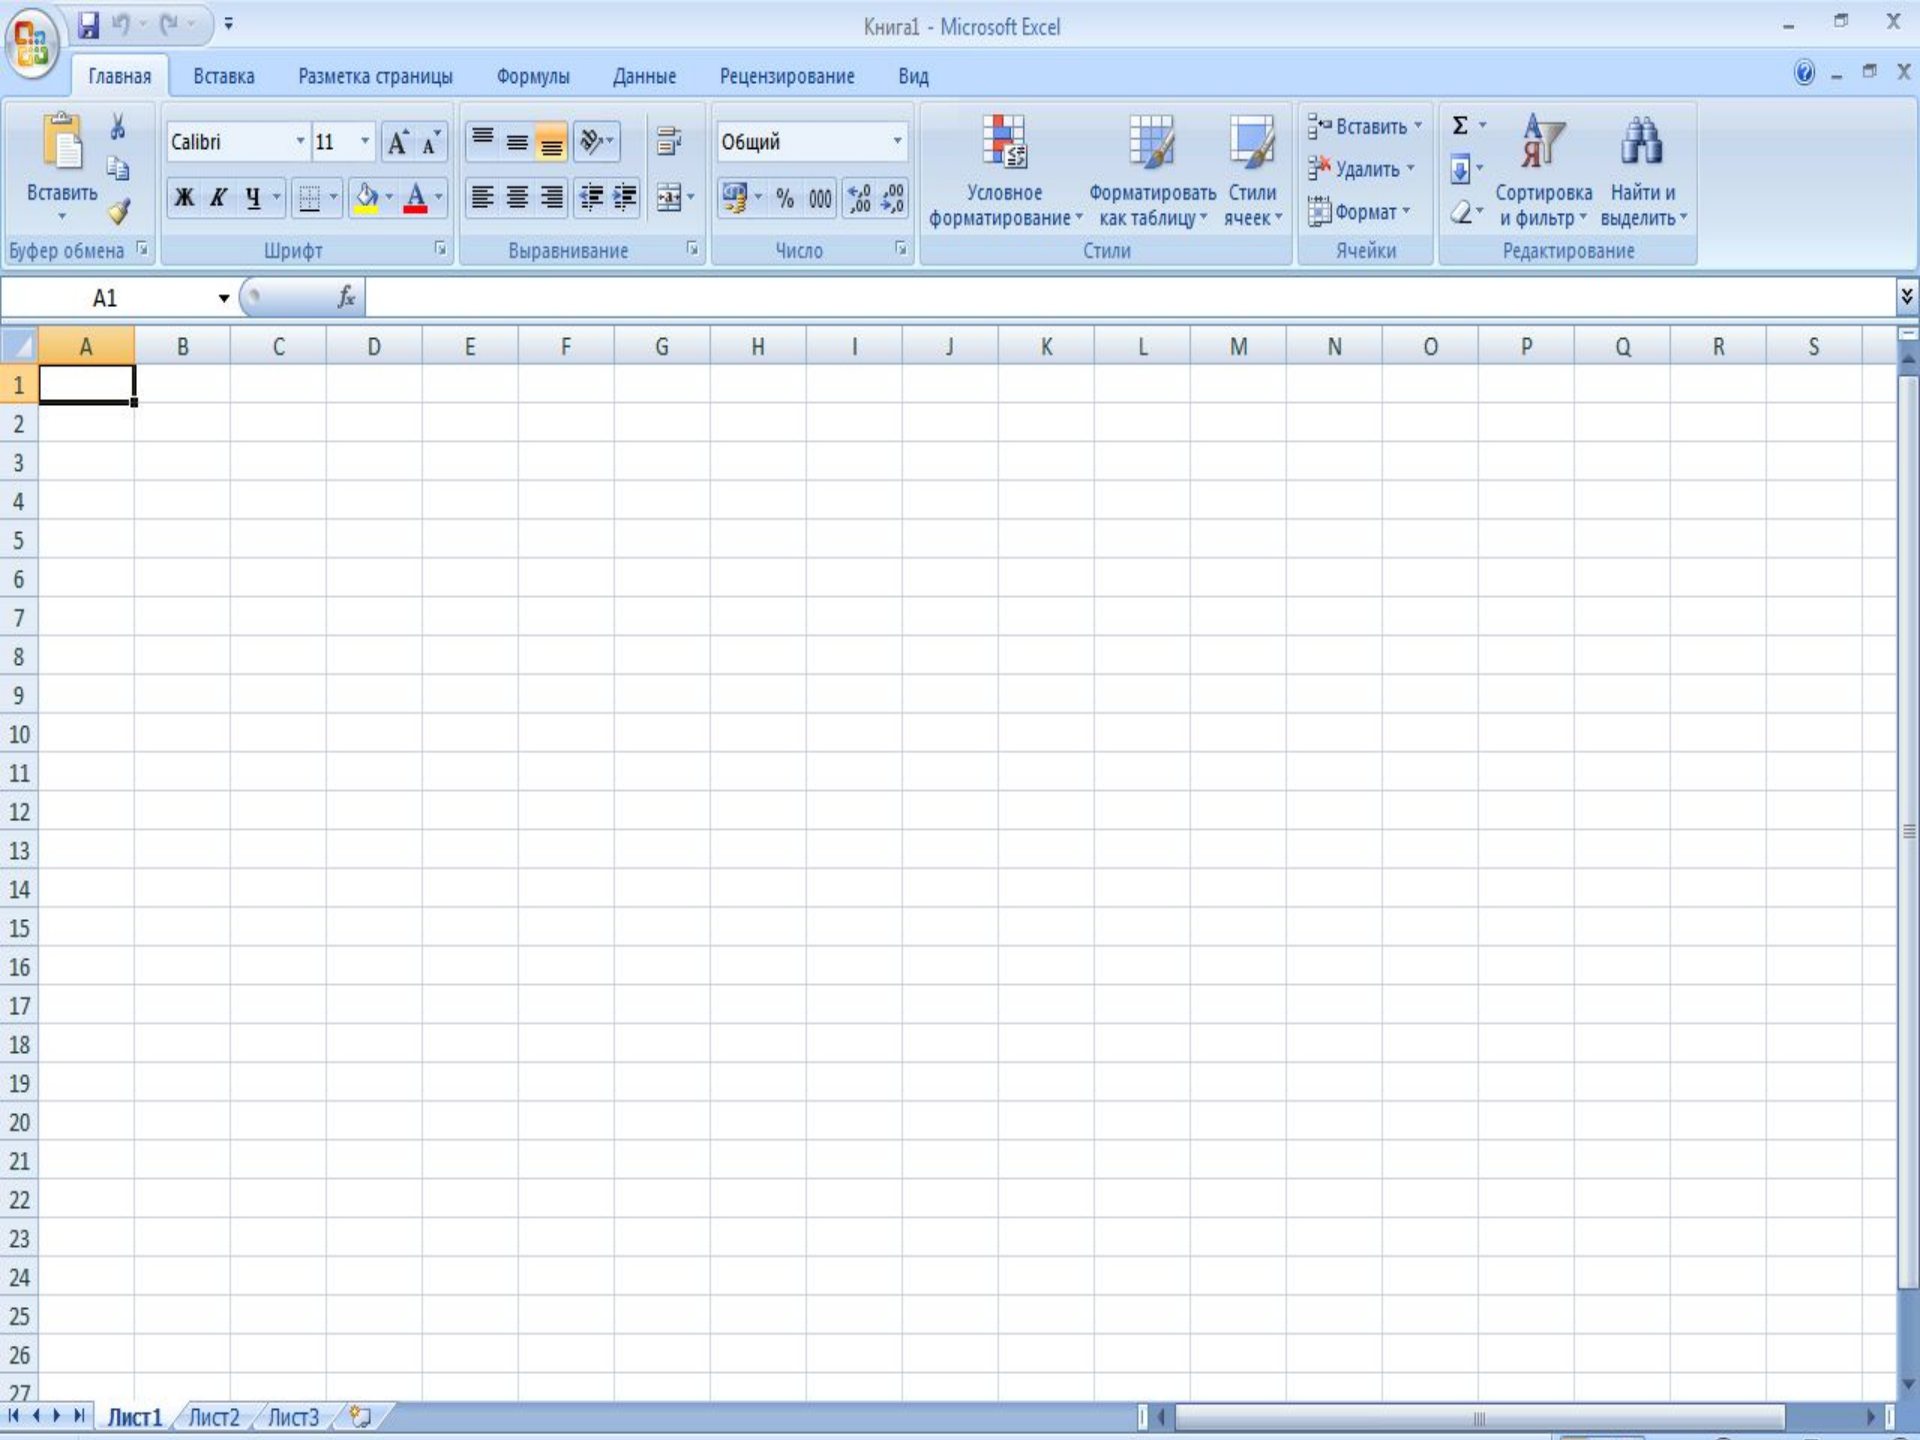 Книга1 - Microsoft Excel
Главная Вставка Разметка страницы Формулы Данные Рецензирование Вид
Calibri 11 Общий
Вставить
Ж К Ч % 000
Условное форматирование
Форматировать как таблицу
Стили ячеек
Вставить
Удалить
Формат
Σ
Сортировка и фильтр
Найти и выделить
Буфер обмена Шрифт Выравнивание Число Стили Ячейки Редактирование
A1 fx
A B C D E F G H I J K L M N O P Q R S
1
2
3
4
5
6
7
8
9
10
11
12
13
14
15
16
17
18
19
20
21
22
23
24
25
26
27
Лист1 Лист2 Лист3